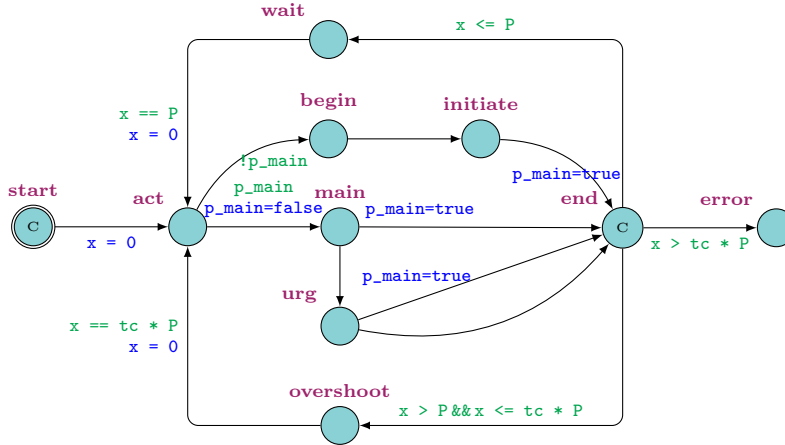 wait
x <= P
x == P
x = 0
begin
initiate
!p_main
p_main
p_main=true
start
act
p_main=false
main
p_main=true
end
error
C
x = 0
C
x > tc * P
urg
p_main=true
x == tc * P
x = 0
overshoot
x > P && x <= tc * P